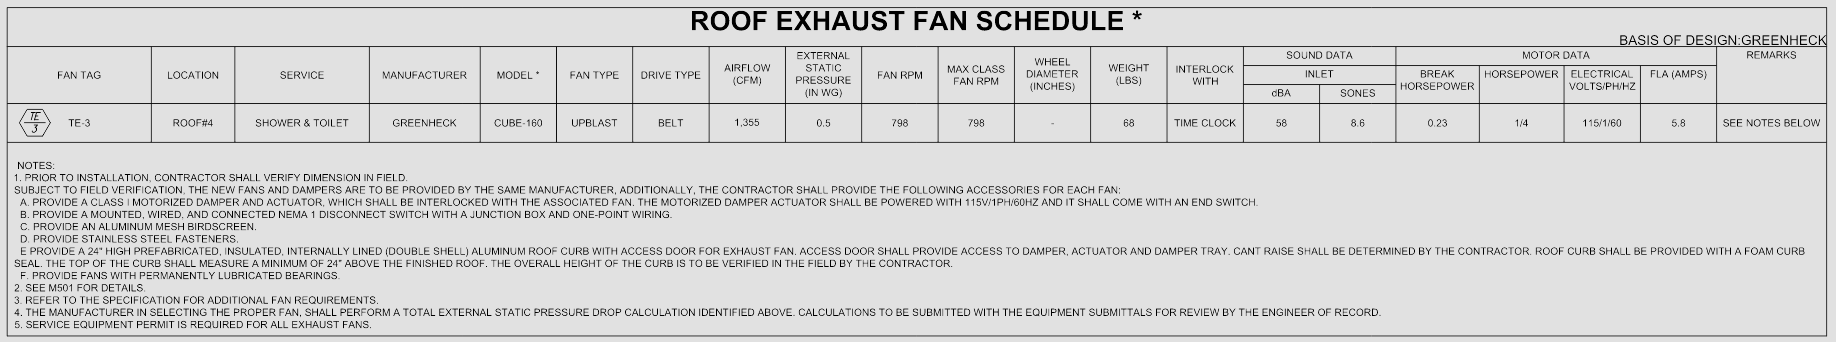 ROOF EXHAUST FAN SCHEDULE *
BASIS OF DESIGN:GREENHECK
FAN TAG
LOCATION
SERVICE
MANUFACTURER
MODEL *
FAN TYPE
DRIVE TYPE
AIRFLOW
(CFM)
EXTERNAL
STATIC
PRESSURE
(IN WG)
FAN RPM
MAX CLASS
FAN RPM
WHEEL
DIAMETER
(INCHES)
WEIGHT
(LBS)
INTERLOCK
WITH
SOUND DATA
INLET
dBA
SONES
MOTOR DATA
BREAK
HORSEPOWER
HORSEPOWER
ELECTRICAL
VOLTS/PH/HZ
FLA (AMPS)
REMARKS
TE
3
TE-3
ROOF#4
SHOWER & TOILET
GREENHECK
CUBE-160
UPBLAST
BELT
1,355
0.5
798
798
-
68
TIME CLOCK
58
8.6
0.23
1/4
115/1/60
5.8
SEE NOTES BELOW
NOTES:
1. PRIOR TO INSTALLATION, CONTRACTOR SHALL VERIFY DIMENSION IN FIELD.
SUBJECT TO FIELD VERIFICATION, THE NEW FANS AND DAMPERS ARE TO BE PROVIDED BY THE SAME MANUFACTURER, ADDITIONALLY, THE CONTRACTOR SHALL PROVIDE THE FOLLOWING ACCESSORIES FOR EACH FAN:
A. PROVIDE A CLASS I MOTORIZED DAMPER AND ACTUATOR, WHICH SHALL BE INTERLOCKED WITH THE ASSOCIATED FAN. THE MOTORIZED DAMPER ACTUATOR SHALL BE POWERED WITH 115V/1PH/60HZ AND IT SHALL COME WITH AN END SWITCH.
B. PROVIDE A MOUNTED, WIRED, AND CONNECTED NEMA 1 DISCONNECT SWITCH WITH A JUNCTION BOX AND ONE-POINT WIRING.
C. PROVIDE AN ALUMINUM MESH BIRDSCREEN.
D. PROVIDE STAINLESS STEEL FASTENERS.
E PROVIDE A 24" HIGH PREFABRICATED, INSULATED, INTERNALLY LINED (DOUBLE SHELL) ALUMINUM ROOF CURB WITH ACCESS DOOR FOR EXHAUST FAN. ACCESS DOOR SHALL PROVIDE ACCESS TO DAMPER, ACTUATOR AND DAMPER TRAY. CANT RAISE SHALL BE DETERMINED BY THE CONTRACTOR. ROOF CURB SHALL BE PROVIDED WITH A FOAM CURB
SEAL. THE TOP OF THE CURB SHALL MEASURE A MINIMUM OF 24" ABOVE THE FINISHED ROOF. THE OVERALL HEIGHT OF THE CURB IS TO BE VERIFIED IN THE FIELD BY THE CONTRACTOR.
F. PROVIDE FANS WITH PERMANENTLY LUBRICATED BEARINGS.
2. SEE M501 FOR DETAILS.
3. REFER TO THE SPECIFICATION FOR ADDITIONAL FAN REQUIREMENTS.
4. THE MANUFACTURER IN SELECTING THE PROPER FAN, SHALL PERFORM A TOTAL EXTERNAL STATIC PRESSURE DROP CALCULATION IDENTIFIED ABOVE. CALCULATIONS TO BE SUBMITTED WITH THE EQUIPMENT SUBMITTALS FOR REVIEW BY THE ENGINEER OF RECORD.
5. SERVICE EQUIPMENT PERMIT IS REQUIRED FOR ALL EXHAUST FANS.